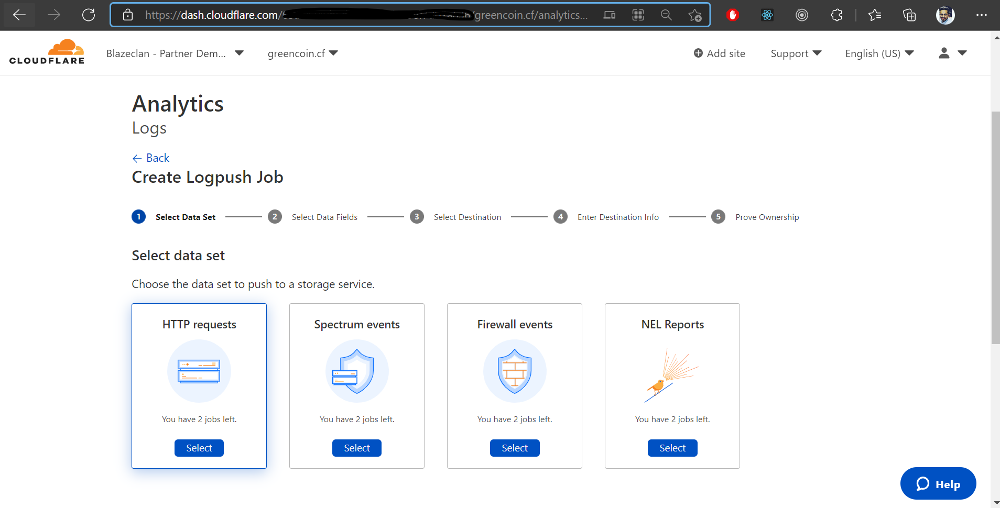 https://dash.cloudflare.com/ /greencoin.cf/analytics...
CLOUDFLARE
Blazeclan - Partner Dem...
greencoin.cf
Add site
Support
English (US)
Analytics
Logs
← Back
Create Logpush Job
1 Select Data Set 2 Select Data Fields 3 Select Destination 4 Enter Destination Info 5 Prove Ownership
Select data set
Choose the data set to push to a storage service.
HTTP requests
You have 2 jobs left.
Select
Spectrum events
You have 2 jobs left.
Select
Firewall events
You have 2 jobs left.
Select
NEL Reports
You have 2 jobs left.
Select
Help